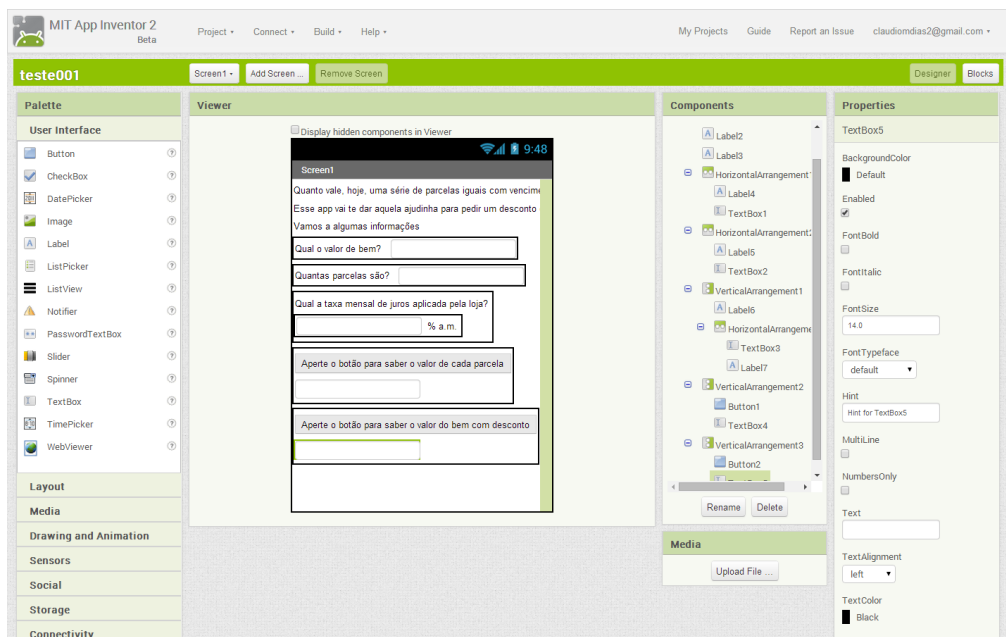 MIT App Inventor 2
Beta
Project Connect Build Help
My Projects Guide Report an Issue claudiomdias2@gmail.com
teste001
Screen1 Add Screen ... Remove Screen
Designer Blocks
Palette
User Interface
Button
CheckBox
DatePicker
Image
Label
ListPicker
ListView
Notifier
PasswordTextBox
Slider
Spinner
TextBox
TimePicker
WebViewer
Layout
Media
Drawing and Animation
Sensors
Social
Storage
Connectivity
Viewer
Display hidden components in Viewer
9:48
Screen1
Quanto vale, hoje, uma série de parcelas iguais com vencime
Esse app vai te dar aquela ajudinha para pedir um desconto
Vamos a algumas informações
Qual o valor de bem?
Quantas parcelas são?
Qual a taxa mensal de juros aplicada pela loja?
% a.m.
Aperte o botão para saber o valor de cada parcela
Aperte o botão para saber o valor do bem com desconto
Components
Label2
Label3
HorizontalArrangement1
Label4
TextBox1
HorizontalArrangement2
Label5
TextBox2
VerticalArrangement1
Label6
HorizontalArrangeme
TextBox3
Label7
VerticalArrangement2
Button1
TextBox4
VerticalArrangement3
Button2
Rename Delete
Media
Upload File ...
Properties
TextBox5
BackgroundColor
Default
Enabled
FontBold
FontItalic
FontSize
14.0
FontTypeface
default
Hint
Hint for TextBox5
MultiLine
NumbersOnly
Text
TextAlignment
left
TextColor
Black